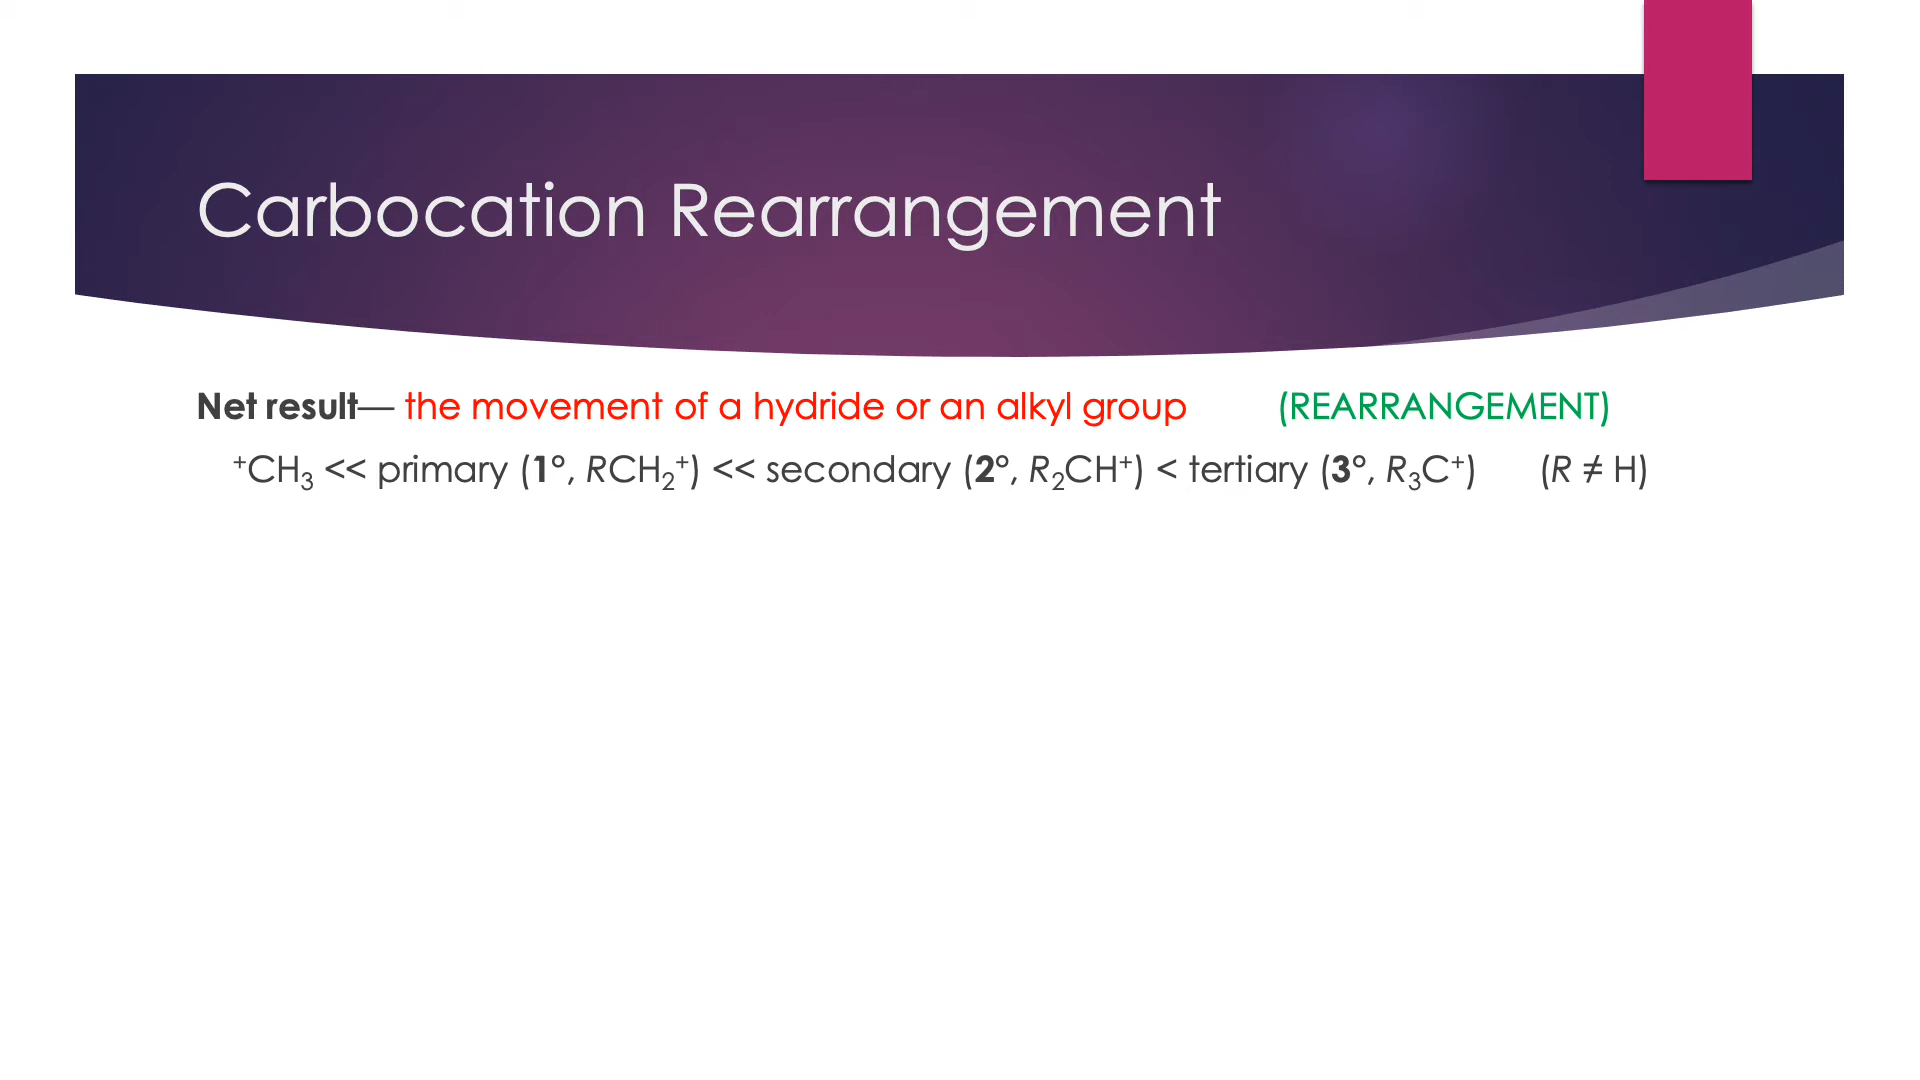 Carbocation Rearrangement
Net result— the movement of a hydride or an alkyl group (REARRANGEMENT)
⁺CH₃ << primary (1°, RCH₂⁺) << secondary (2°, R₂CH⁺) < tertiary (3°, R₃C⁺) (R ≠ H)